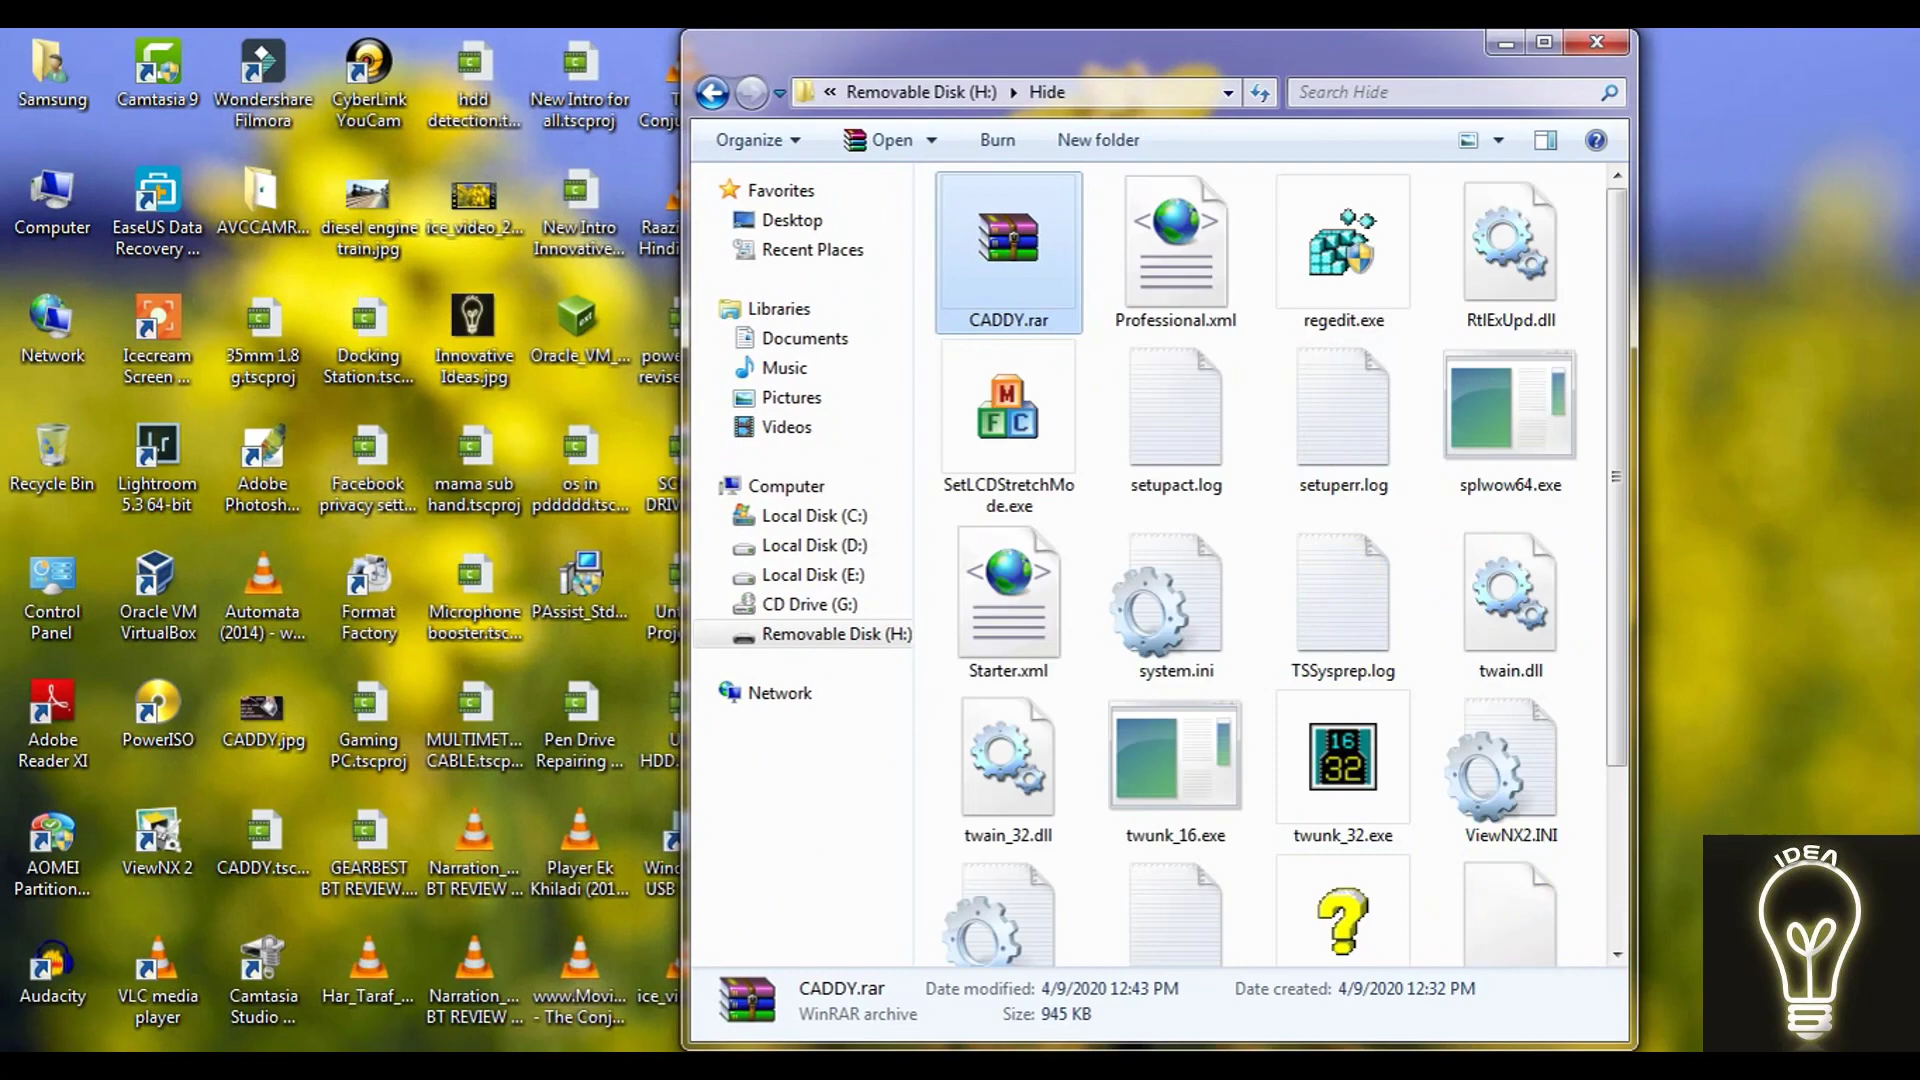 Samsung
Camtasia 9
Wondershare
Filmora
CyberLink
YouCam
hdd
detection.t...
New Intro for
all.tscproj
Computer
EaseUS Data
Recovery ...
AVCCAMR...
diesel engine
train.jpg
ice_video_2...
New Intro
Innovative...
Network
Icecream
Screen ...
35mm 1.8
g.tscproj
Docking
Station.tsc...
Innovative
Ideas.jpg
Oracle_VM_...
Recycle Bin
Lightroom
5.3 64-bit
Adobe
Photosh...
Facebook
privacy sett...
mama sub
hand.tscproj
os in
pddddd.tsc...
Control
Panel
Oracle VM
VirtualBox
Automata
(2014) - w...
Format
Factory
Microphone
booster.tsc...
PAssist_Std...
Adobe
Reader XI
PowerISO
CADDY.jpg
Gaming
PC.tscproj
MULTIMET...
CABLE.tscp...
Pen Drive
Repairing ...
AOMEI
Partition...
ViewNX 2
CADDY.tsc...
GEARBEST
BT REVIEW....
Narration_...
BT REVIEW ...
Player Ek
Khiladi (201...
Audacity
VLC media
player
Camtasia
Studio ...
Har_Taraf_...
Narration_...
BT REVIEW ...
www.Movi...
- The Conj...
« Removable Disk (H:) Hide
Search Hide
Organize
Open
Burn
New folder
Favorites
Desktop
Recent Places
Libraries
Documents
Music
Pictures
Videos
Computer
Local Disk (C:)
Local Disk (D:)
Local Disk (E:)
CD Drive (G:)
Removable Disk (H:)
Network
CADDY.rar
Professional.xml
regedit.exe
RtlExUpd.dll
SetLCDStretchMo
de.exe
setupact.log
setuperr.log
splwow64.exe
Starter.xml
system.ini
TSSysprep.log
twain.dll
twain_32.dll
twunk_16.exe
twunk_32.exe
ViewNX2.INI
CADDY.rar
WinRAR archive
Date modified: 4/9/2020 12:43 PM
Size: 945 KB
Date created: 4/9/2020 12:32 PM
IDEA